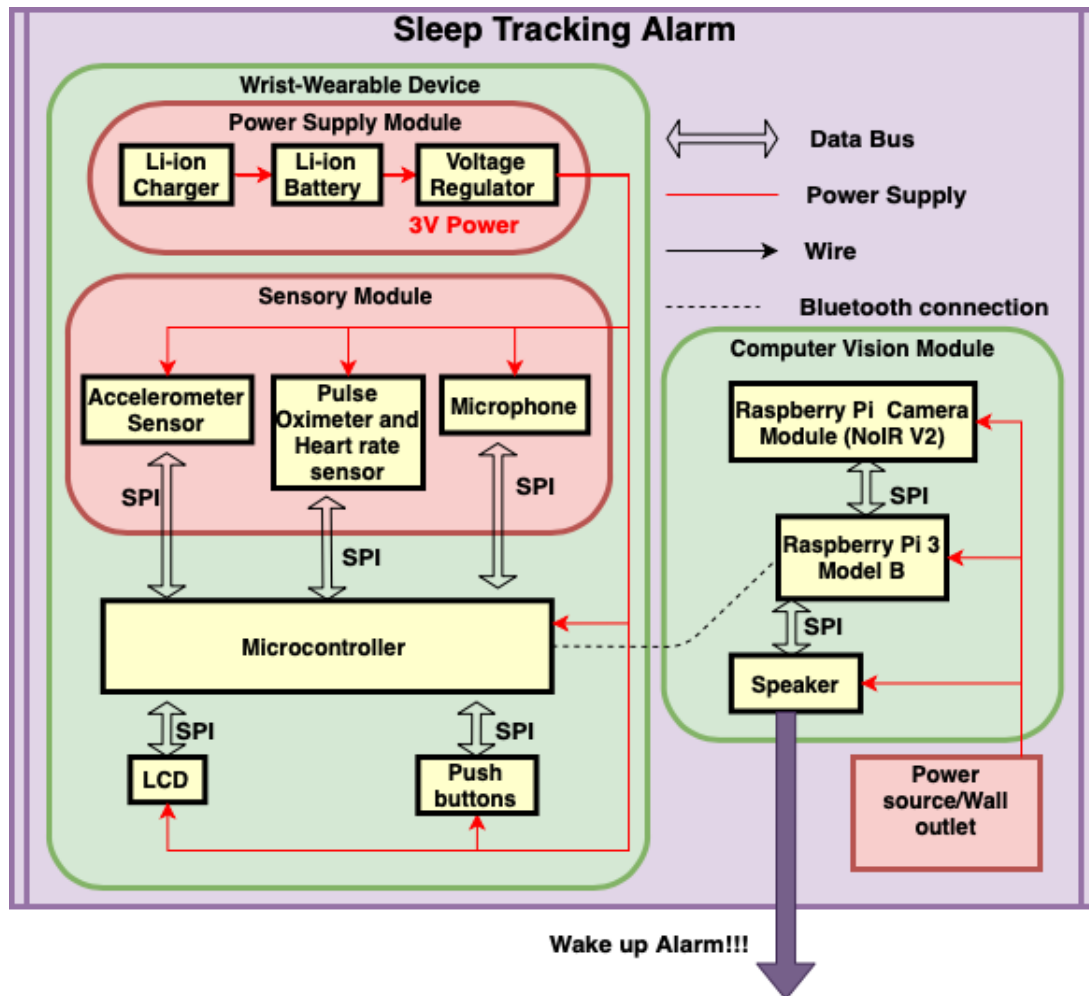 Sleep Tracking Alarm
Wrist-Wearable Device
Power Supply Module
Li-ion
Charger
Li-ion
Battery
Voltage
Regulator
3V Power
Data Bus
Power Supply
Wire
Bluetooth connection
Sensory Module
Accelerometer
Sensor
Pulse
Oximeter and
Heart rate
sensor
Microphone
SPI
SPI
SPI
Microcontroller
SPI
SPI
LCD
Push
buttons
Computer Vision Module
Raspberry Pi Camera
Module (NoIR V2)
SPI
Raspberry Pi 3
Model B
SPI
Speaker
Power
source/Wall
outlet
Wake up Alarm!!!